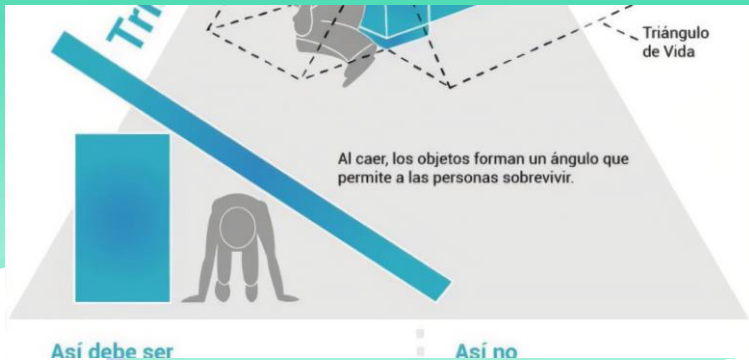 Tri
Triángulo
de Vida
Al caer, los objetos forman un ángulo que
permite a las personas sobrevivir.
Así debe ser
Así no